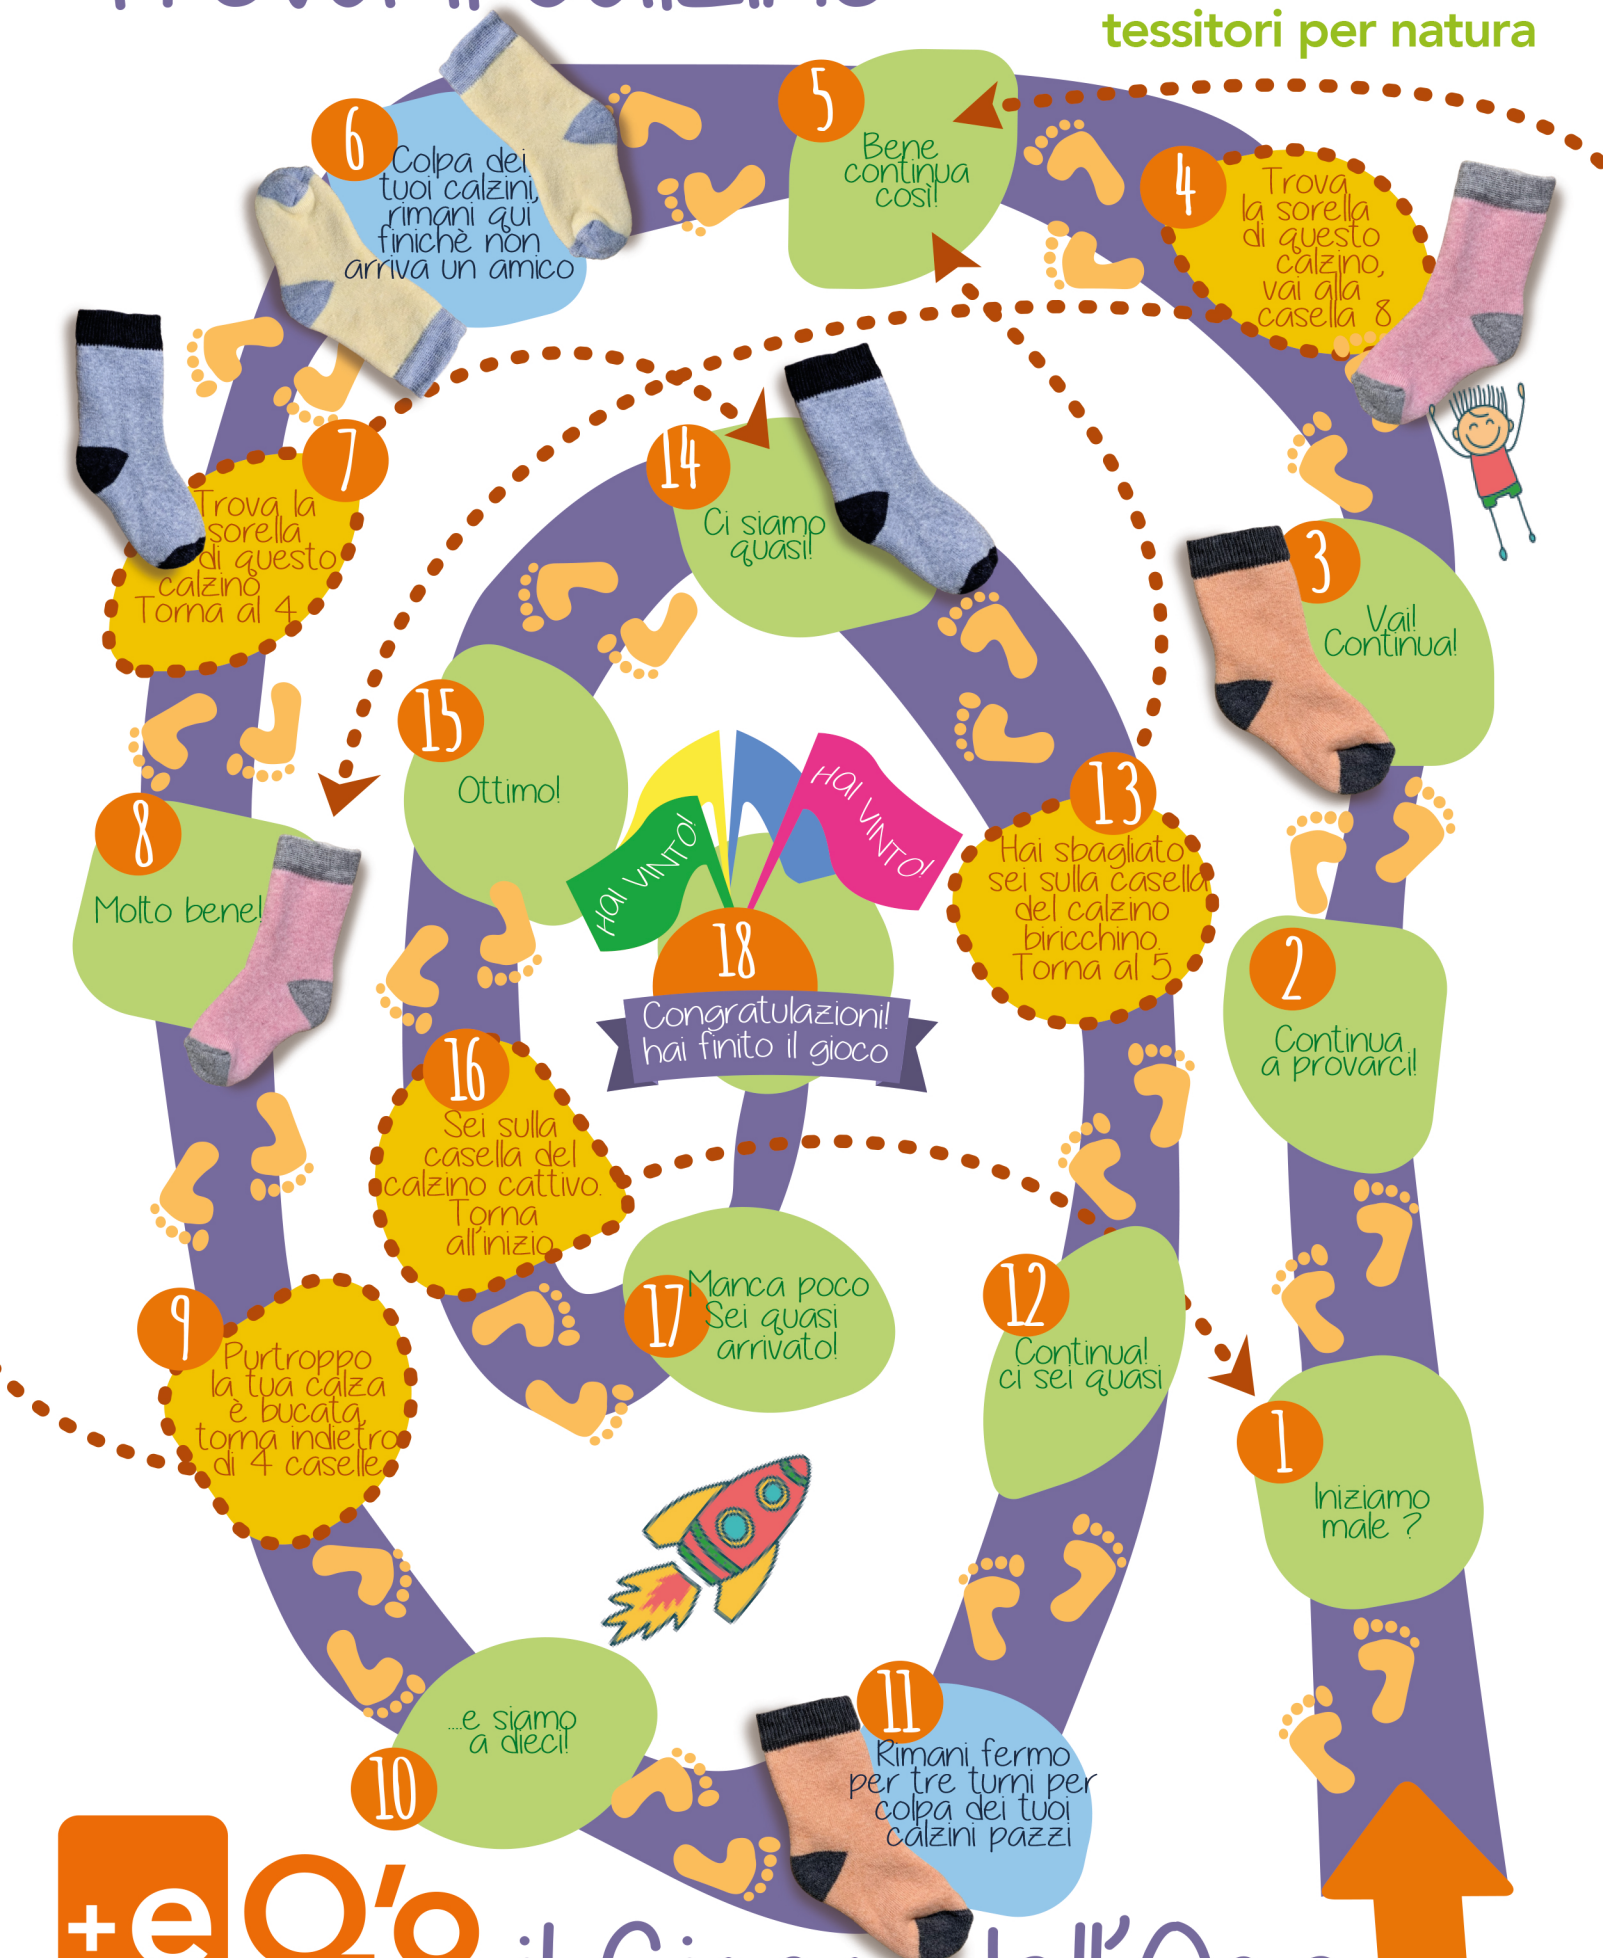 tessitori per natura
6
Colpa dei
tuoi calzini,
rimani qui
finichè non
arriva un amico
5
Bene
continua
così!
4
Trova
la sorella
di questo
calzino,
vai alla
casella 8
7
Trova la
sorella
di questo
calzino
Torna al 4
14
Ci siamo
quasi!
3
Vai!
Continua!
15
Ottimo!
HAI VINTO!
HAI VINTO!
13
Hai sbagliato
sei sulla casella
del calzino
biricchino.
Torna al 5
8
Molto bene!
18
Congratulazioni!
hai finito il gioco
2
Continua
a provarci!
16
Sei sulla
casella del
calzino cattivo.
Torna
all'inizio
17
Manca poco
Sei quasi
arrivato!
12
Continua!
ci sei quasi
9
Purtroppo
la tua calza
è bucata,
torna indietro
di 4 caselle
1
Iniziamo
male ?
10
....e siamo
a dieci!
11
Rimani fermo
per tre turni per
colpa dei tuoi
calzini pazzi
+e